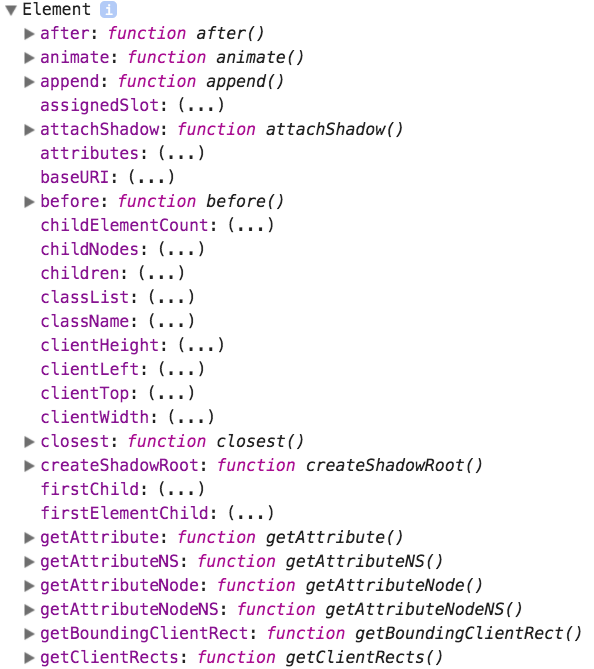 Element i
after: function after()
animate: function animate()
append: function append()
assignedSlot: (...)
attachShadow: function attachShadow()
attributes: (...)
baseURI: (...)
before: function before()
childElementCount: (...)
childNodes: (...)
children: (...)
classList: (...)
className: (...)
clientHeight: (...)
clientLeft: (...)
clientTop: (...)
clientWidth: (...)
closest: function closest()
createShadowRoot: function createShadowRoot()
firstChild: (...)
firstElementChild: (...)
getAttribute: function getAttribute()
getAttributeNS: function getAttributeNS()
getAttributeNode: function getAttributeNode()
getAttributeNodeNS: function getAttributeNodeNS()
getBoundingClientRect: function getBoundingClientRect()
getClientRects: function getClientRects()